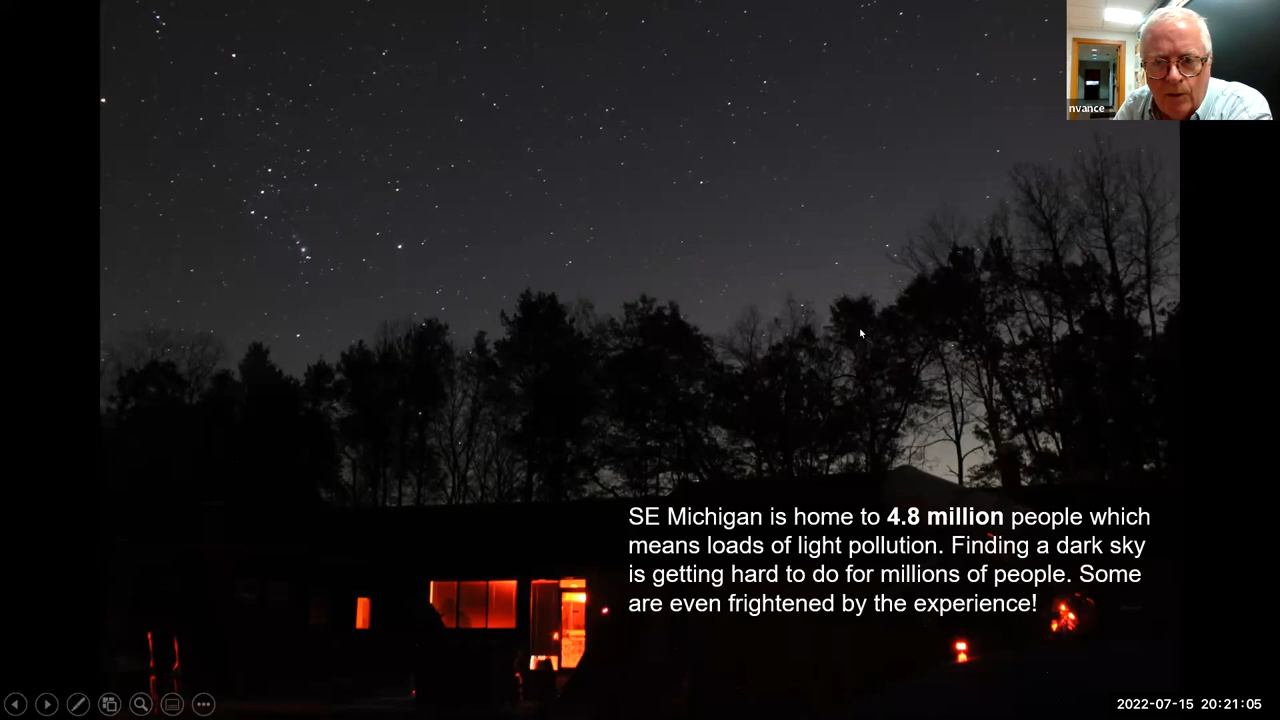 nvance
SE Michigan is home to 4.8 million people which
means loads of light pollution. Finding a dark sky
is getting hard to do for millions of people. Some
are even frightened by the experience!
2022-07-15 20:21:05